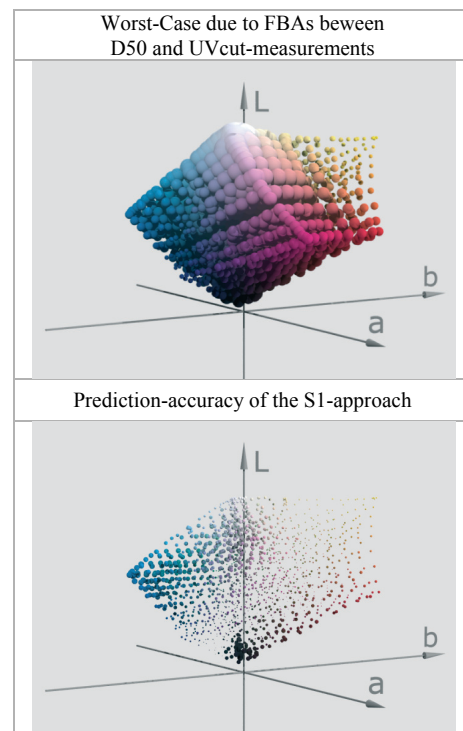 Worst-Case due to FBAs beween
D50 and UVcut-measurements
L
b
a
Prediction-accuracy of the S1-approach
L
b
a